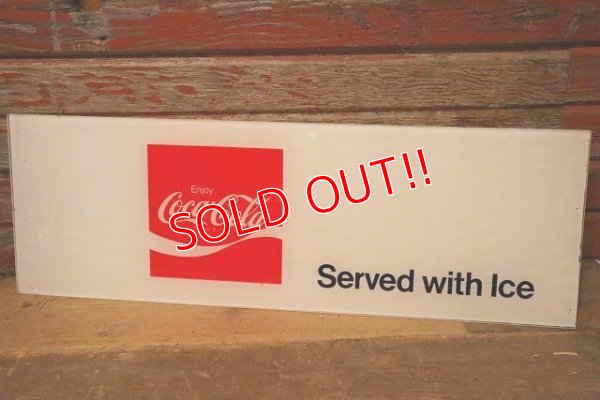 Enjoy
Coca-Cola
SOLD OUT!!
Served with Ice